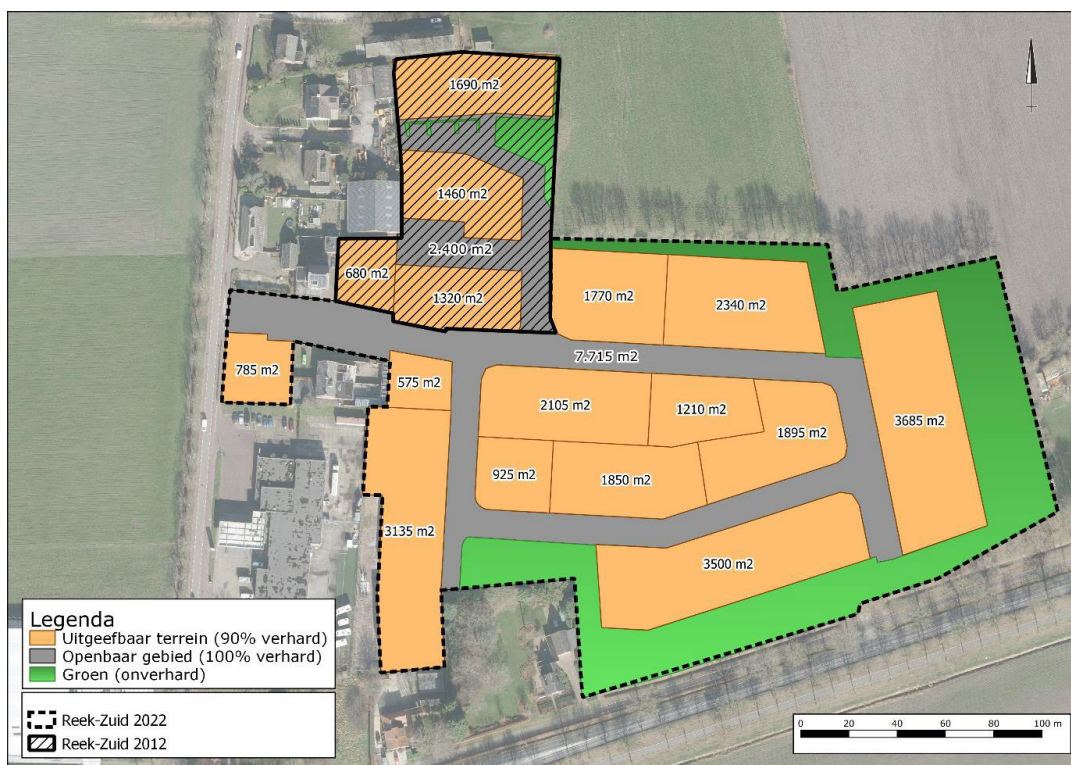 1690 m2
1460 m2
2.400 m2
680 m2
1320 m2
1770 m2
2340 m2
7.715 m2
785 m2
575 m2
2105 m2
1210 m2
1895 m2
3685 m2
925 m2
1850 m2
3135 m2
3500 m2
Legenda
Uitgeefbaar terrein (90% verhard)
Openbaar gebied (100% verhard)
Groen (onverhard)
Reek-Zuid 2022
Reek-Zuid 2012
0 20 40 60 80 100 m